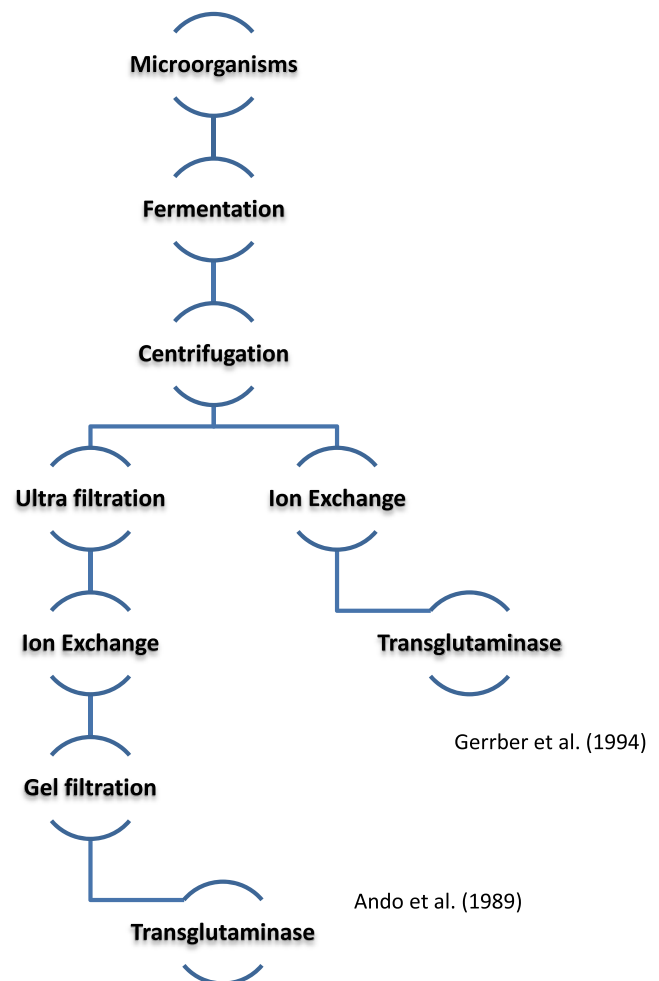 Microorganisms
Fermentation
Centrifugation
Ultra filtration
Ion Exchange
Ion Exchange
Transglutaminase
Gerrber et al. (1994)
Gel filtration
Ando et al. (1989)
Transglutaminase